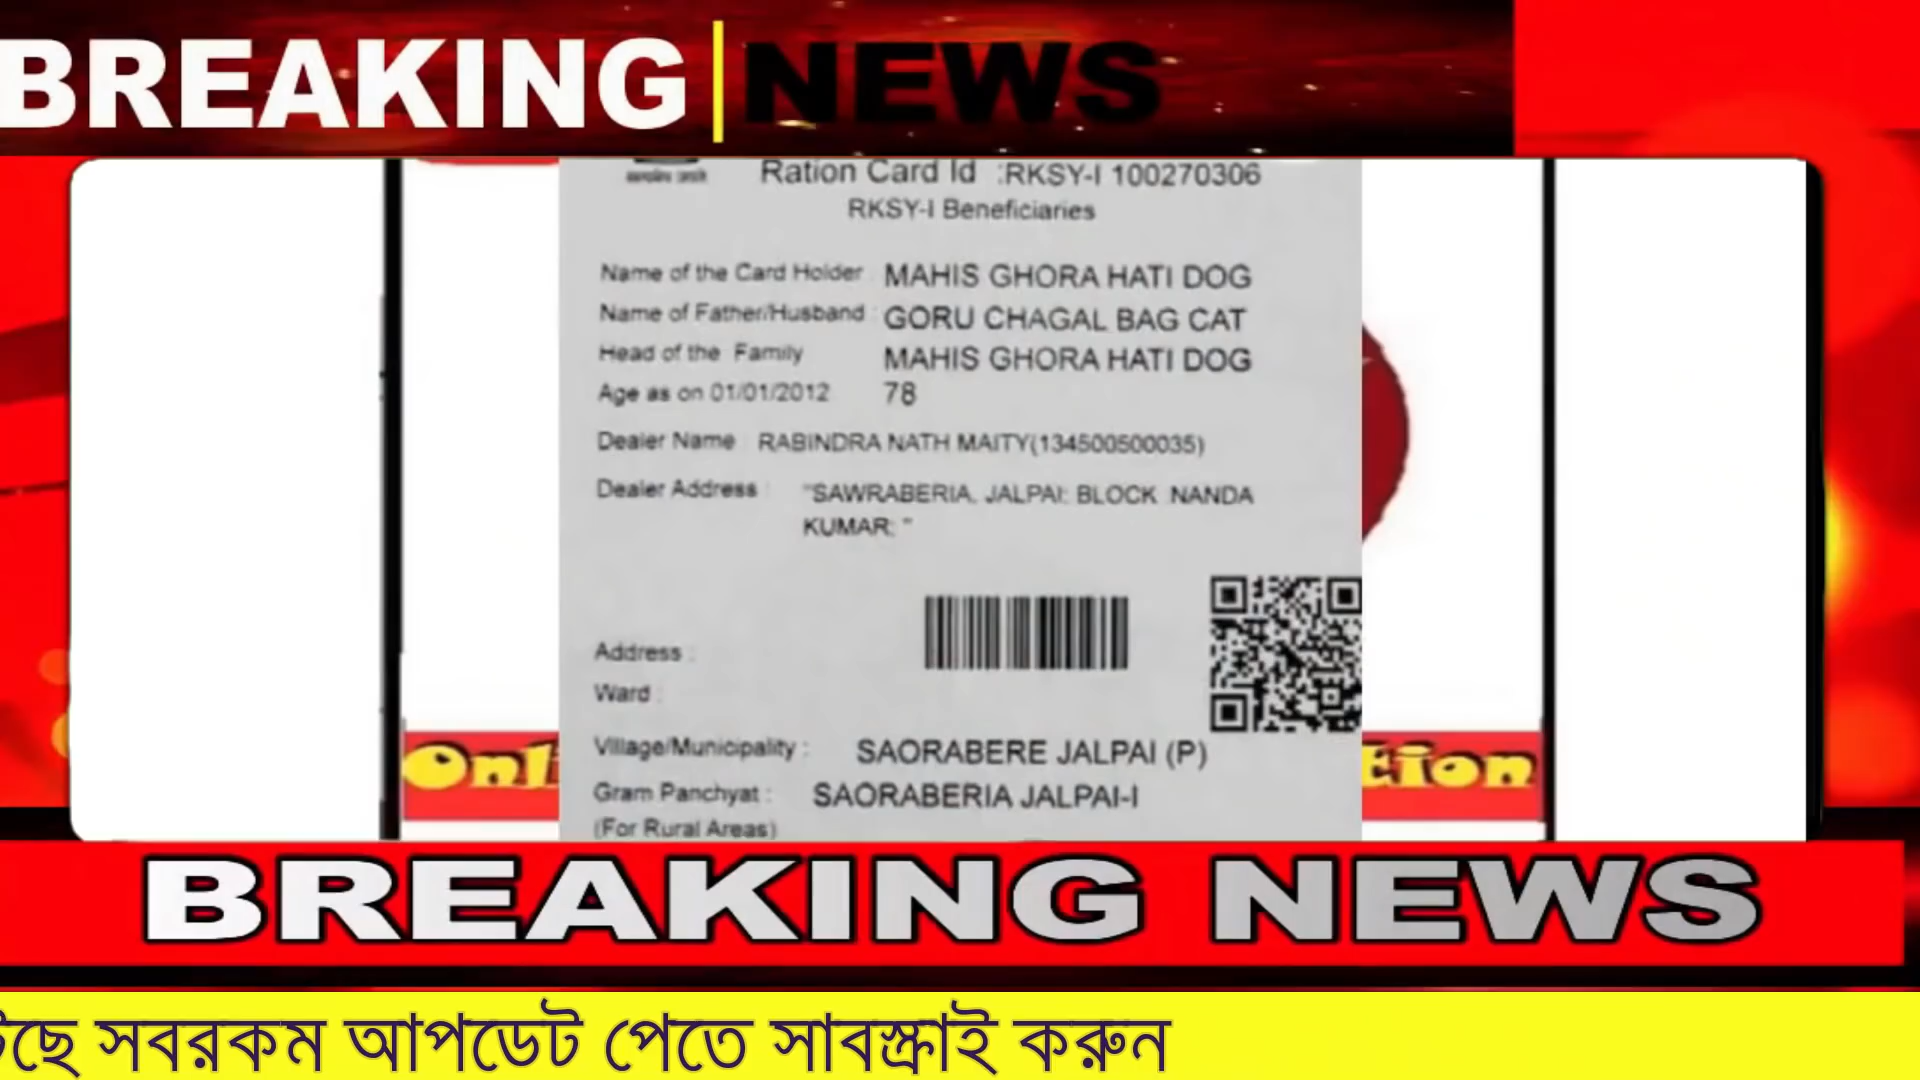 BREAKING NEWS
Ration Card Id :RKSY-I 100270306
RKSY-I Beneficiaries
Name of the Card Holder : MAHIS GHORA HATI DOG
Name of Father/Husband : GORU CHAGAL BAG CAT
Head of the Family MAHIS GHORA HATI DOG
Age as on 01/01/2012 78
Dealer Name : RABINDRA NATH MAITY(134500500035)
Dealer Address : "SAWRABERIA, JALPAI; BLOCK NANDA
KUMAR; "
Address :
Ward :
Village/Municipality : SAORABERE JALPAI (P)
Gram Panchyat : SAORABERIA JALPAI-I
(For Rural Areas)
Onl tion
BREAKING NEWS
সবরকম আপডেট পেতে সাবস্ক্রাই করুন